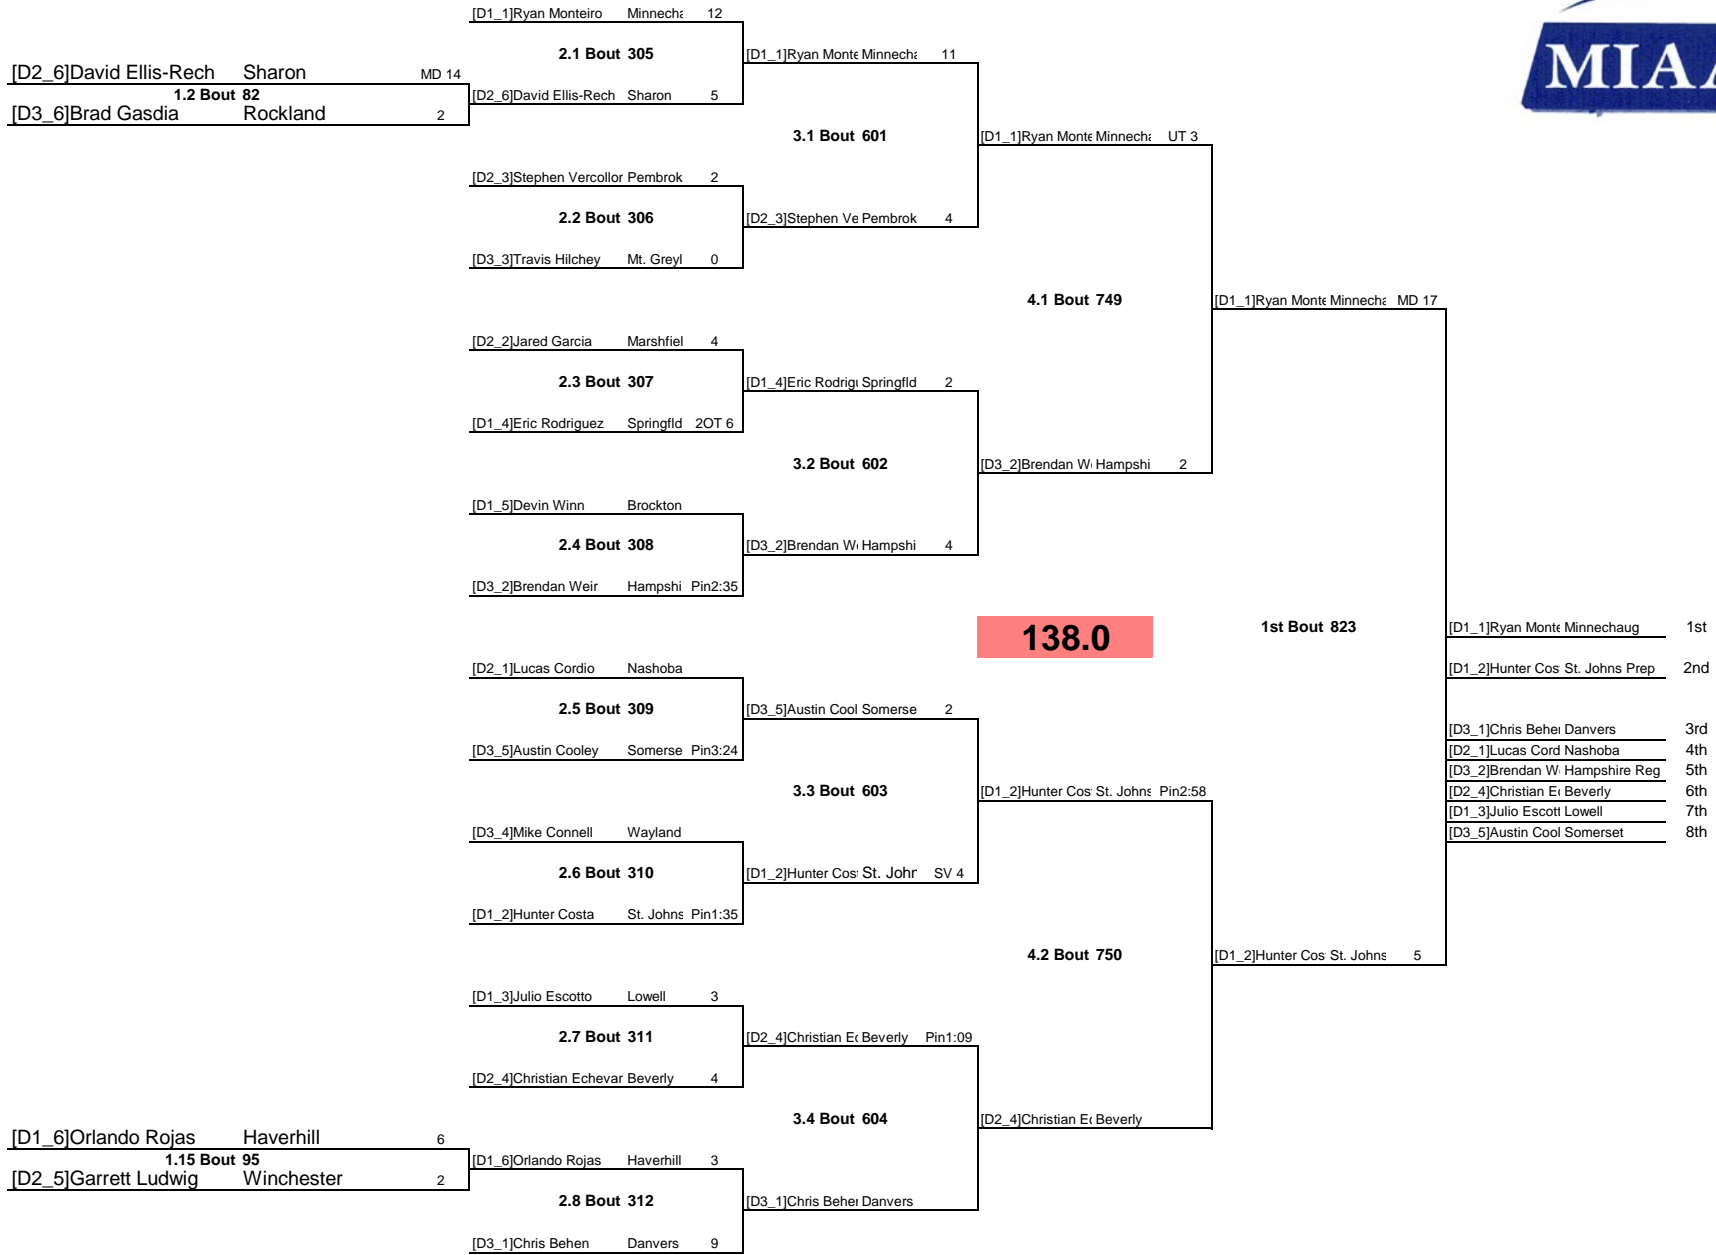 [D1_1]Ryan Monteiro Minnecha 12
2.1 Bout 305
[D1_1]Ryan Monte Minnecha 11
MIAA
[D2_6]David Ellis-Rech Sharon MD 14
1.2 Bout 82
[D2_6]David Ellis-Rech Sharon 5
[D3_6]Brad Gasdia Rockland 2
3.1 Bout 601
[D1_1]Ryan Monte Minnecha UT 3
[D2_3]Stephen Vercollor Pembrok 2
2.2 Bout 306
[D2_3]Stephen Ve Pembrok 4
[D3_3]Travis Hilchey Mt. Greyl 0
4.1 Bout 749
[D1_1]Ryan Monte Minnecha MD 17
[D2_2]Jared Garcia Marshfiel 4
2.3 Bout 307
[D1_4]Eric Rodrigu Springfld 2
[D1_4]Eric Rodriguez Springfld 2OT 6
3.2 Bout 602
[D3_2]Brendan W Hampshi 2
[D1_5]Devin Winn Brockton
2.4 Bout 308
[D3_2]Brendan W Hampshi 4
[D3_2]Brendan Weir Hampshi Pin2:35
138.0
1st Bout 823
[D1_1]Ryan Monte Minnechaug 1st
[D2_1]Lucas Cordio Nashoba
[D1_2]Hunter Cos St. Johns Prep 2nd
2.5 Bout 309
[D3_5]Austin Cool Somerse 2
[D3_1]Chris Behe Danvers 3rd
[D3_5]Austin Cooley Somerse Pin3:24
[D2_1]Lucas Cord Nashoba 4th
[D3_2]Brendan W Hampshire Reg 5th
3.3 Bout 603
[D1_2]Hunter Cos St. Johns Pin2:58
[D2_4]Christian E Beverly 6th
[D1_3]Julio Escott Lowell 7th
[D3_4]Mike Connell Wayland
[D3_5]Austin Cool Somerset 8th
2.6 Bout 310
[D1_2]Hunter Cos St. John SV 4
[D1_2]Hunter Costa St. Johns Pin1:35
4.2 Bout 750
[D1_2]Hunter Cos St. Johns 5
[D1_3]Julio Escotto Lowell 3
2.7 Bout 311
[D2_4]Christian E Beverly Pin1:09
[D2_4]Christian Echevar Beverly 4
3.4 Bout 604
[D2_4]Christian E Beverly
[D1_6]Orlando Rojas Haverhill 6
1.15 Bout 95
[D1_6]Orlando Rojas Haverhill 3
[D2_5]Garrett Ludwig Winchester 2
2.8 Bout 312
[D3_1]Chris Behe Danvers
[D3_1]Chris Behen Danvers 9